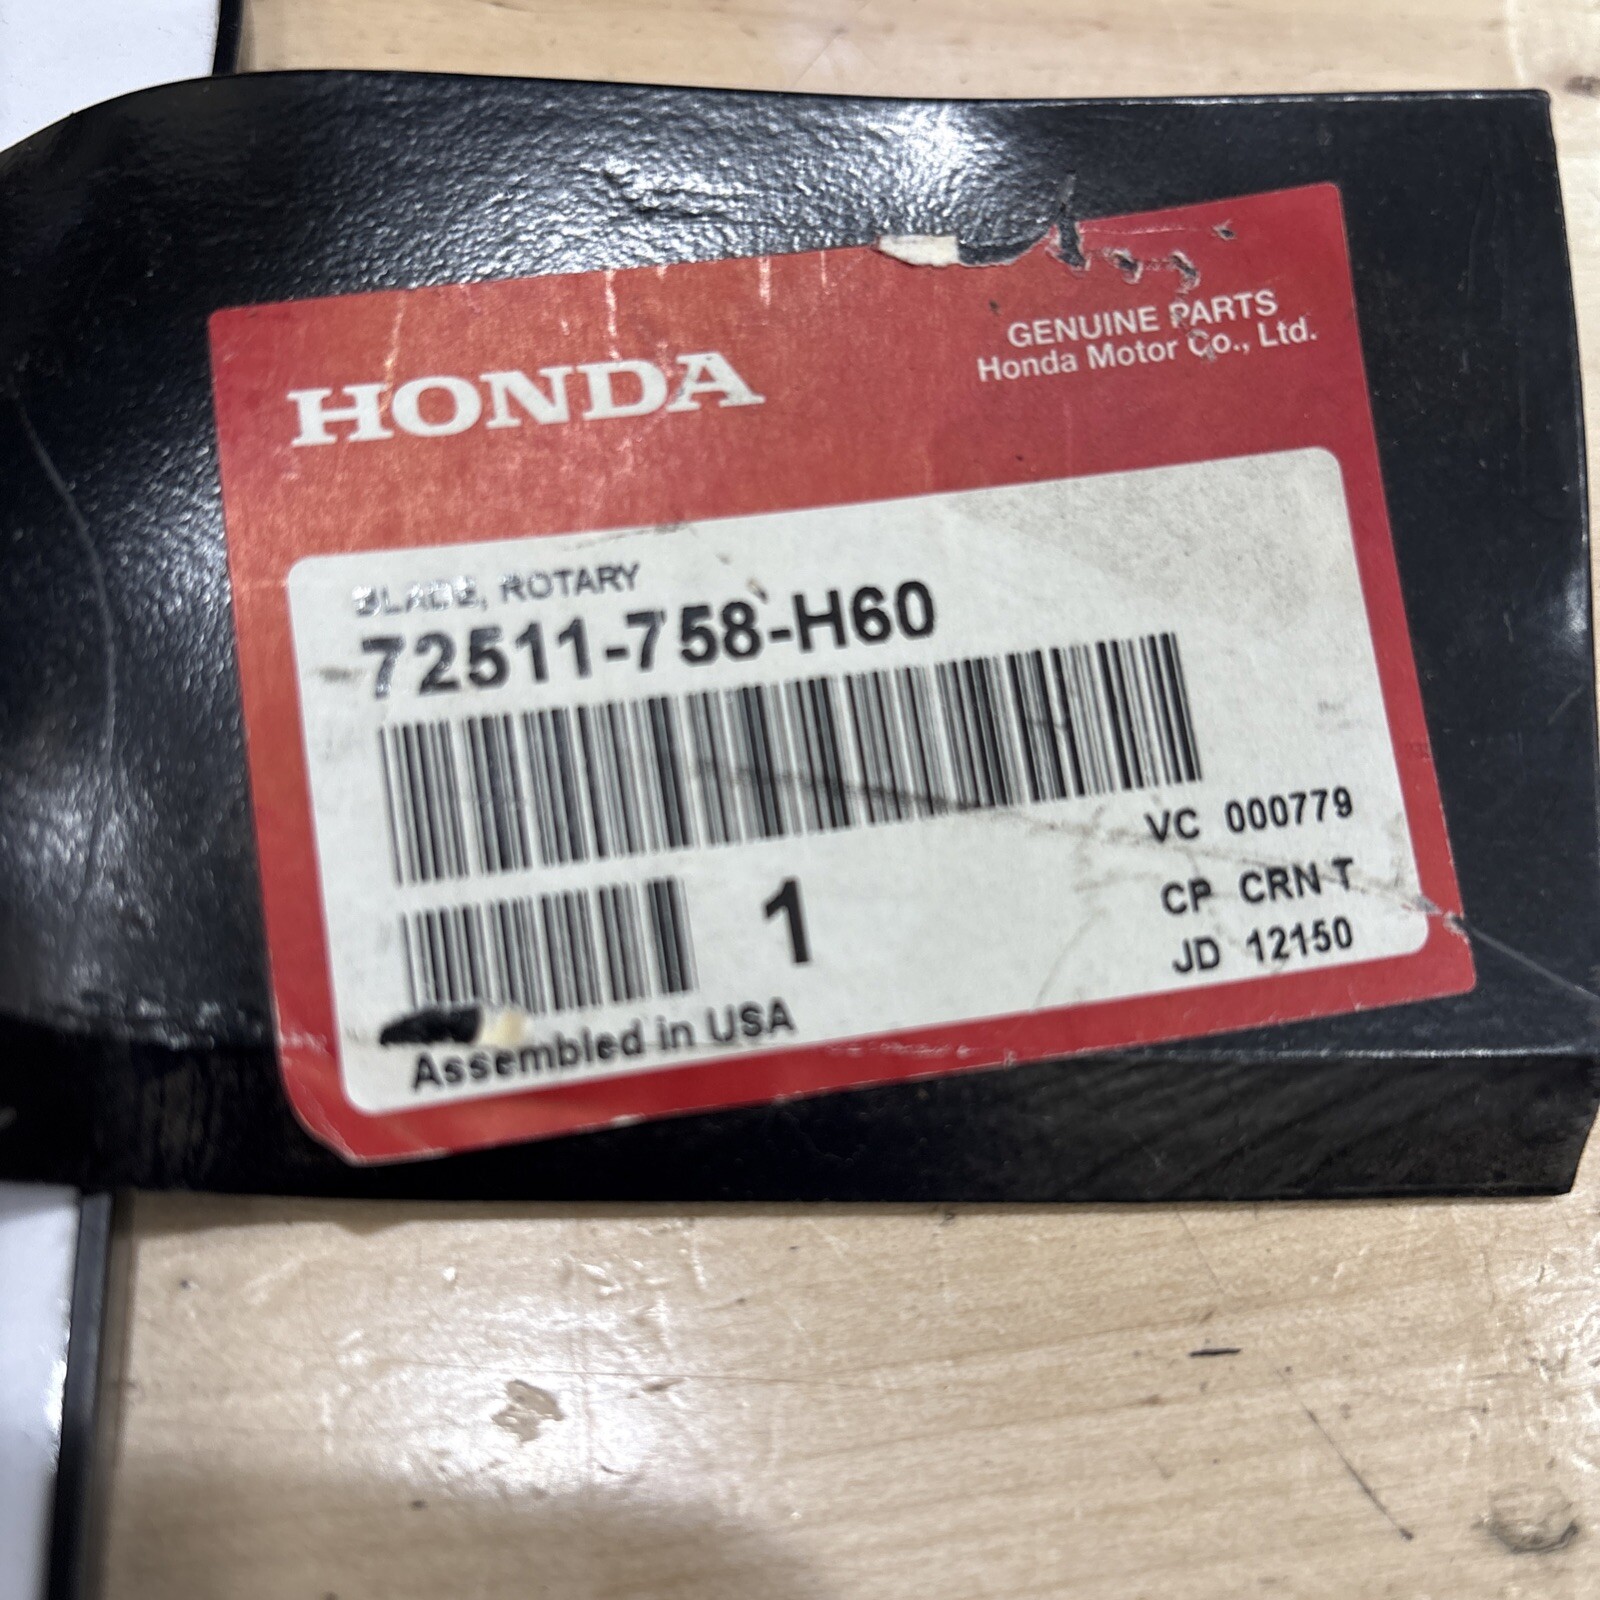 HONDA
GENUINE PARTS
Honda Motor Co., Ltd.
BLADE, ROTARY
72511-758-H60
VC 000779
1
CP CRN T
JD 12150
Assembled in USA